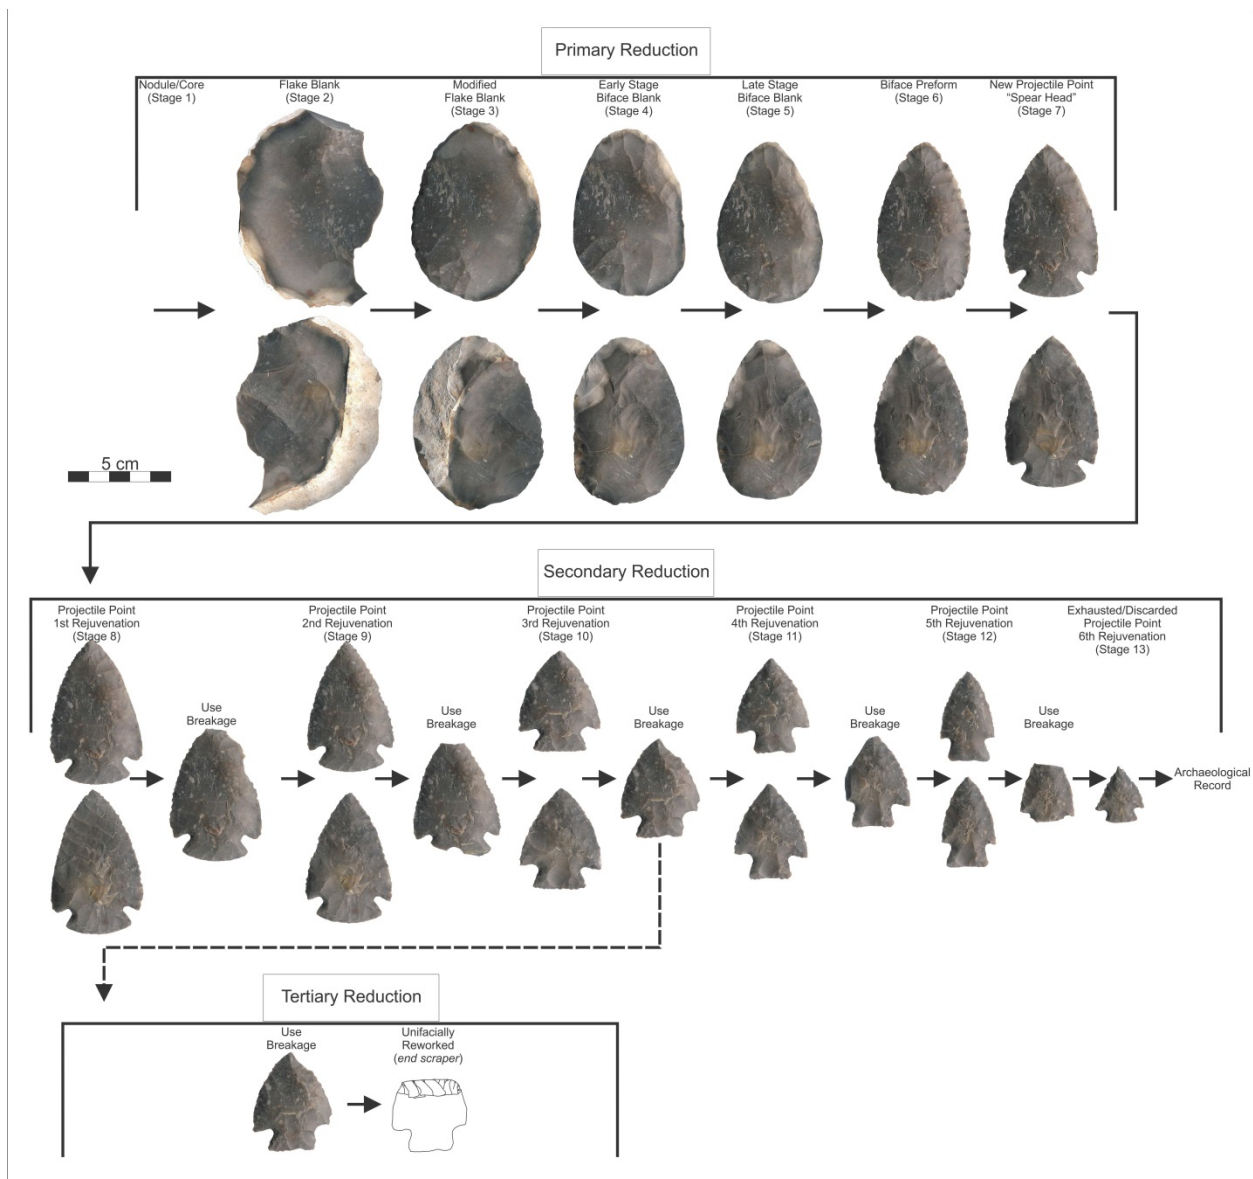 Primary Reduction
Nodule/Core
(Stage 1)
Flake Blank
(Stage 2)
Modified
Flake Blank
(Stage 3)
Early Stage
Biface Blank
(Stage 4)
Late Stage
Biface Blank
(Stage 5)
Biface Preform
(Stage 6)
New Projectile Point
"Spear Head"
(Stage 7)
5 cm
Secondary Reduction
Projectile Point
1st Rejuvenation
(Stage 8)
Use
Breakage
Projectile Point
2nd Rejuvenation
(Stage 9)
Use
Breakage
Projectile Point
3rd Rejuvenation
(Stage 10)
Use
Breakage
Projectile Point
4th Rejuvenation
(Stage 11)
Use
Breakage
Projectile Point
5th Rejuvenation
(Stage 12)
Use
Breakage
Exhausted/Discarded
Projectile Point
6th Rejuvenation
(Stage 13)
Archaeological
Record
Tertiary Reduction
Use
Breakage
Unifacially
Reworked
(end scraper)